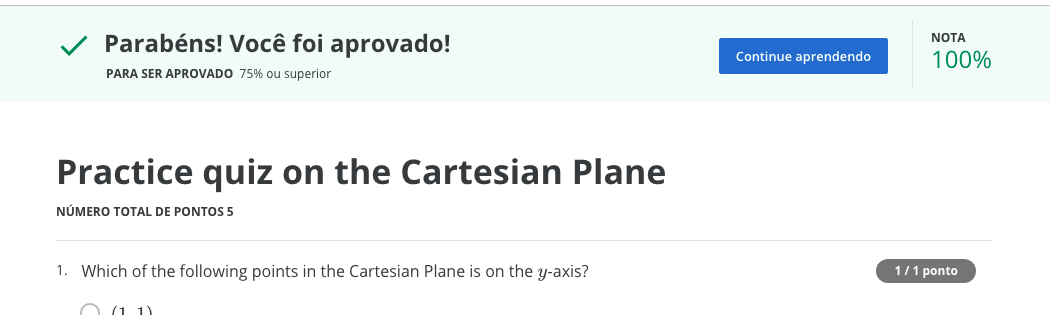 Parabéns! Você foi aprovado!
PARA SER APROVADO 75% ou superior
Continue aprendendo
NOTA
100%
Practice quiz on the Cartesian Plane
NÚMERO TOTAL DE PONTOS 5
1. Which of the following points in the Cartesian Plane is on the y-axis?
1 / 1 ponto
(1, 1)